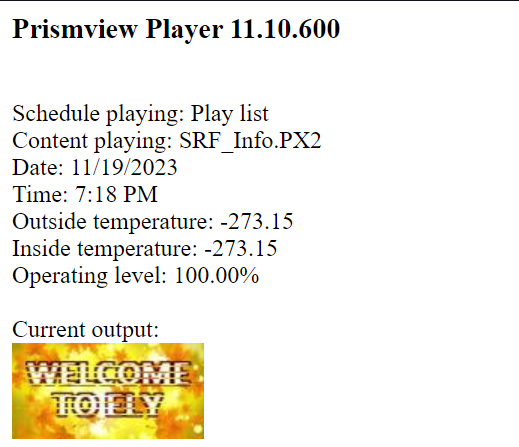 Prismview Player 11.10.600
Schedule playing: Play list
Content playing: SRF_Info.PX2
Date: 11/19/2023
Time: 7:18 PM
Outside temperature: -273.15
Inside temperature: -273.15
Operating level: 100.00%
Current output:
WELCOME
TO ELY